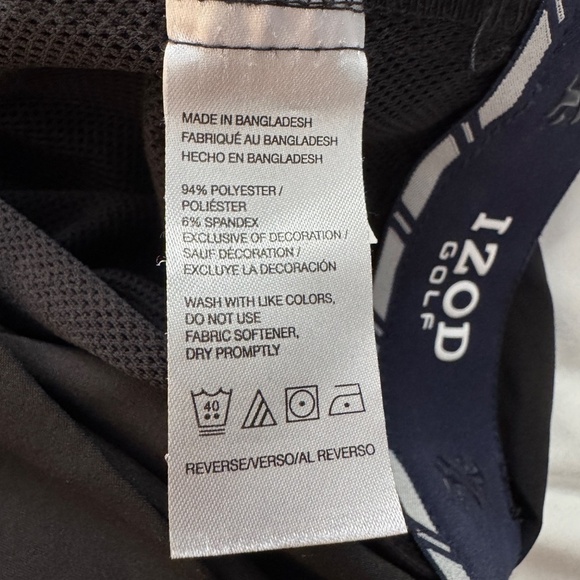 MADE IN BANGLADESH
FABRIQUÉ AU BANGLADESH
HECHO EN BANGLADESH
94% POLYESTER /
POLIÉSTER
6% SPANDEX
EXCLUSIVE OF DECORATION/
SAUF DÉCORATION/
EXCLUYE LA DECORACIÓN
WASH WITH LIKE COLORS,
DO NOT USE
FABRIC SOFTENER,
DRY PROMPTLY
40
REVERSE/VERSO/AL REVERSO
IZOD
GOLF